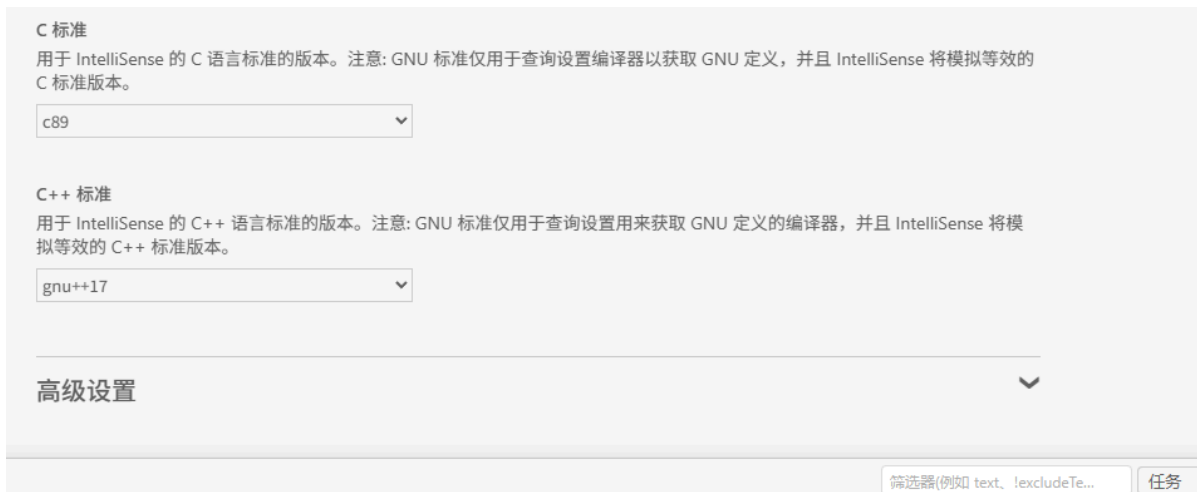 C 标准
用于 IntelliSense 的 C 语言标准的版本。注意: GNU 标准仅用于查询设置编译器以获取 GNU 定义，并且 IntelliSense 将模拟等效的
C 标准版本。
c89
C++ 标准
用于 IntelliSense 的 C++ 语言标准的版本。注意: GNU 标准仅用于查询设置用来获取 GNU 定义的编译器，并且 IntelliSense 将模
拟等效的 C++ 标准版本。
gnu++17
高级设置
筛选器(例如 text、!excludeTe...
任务